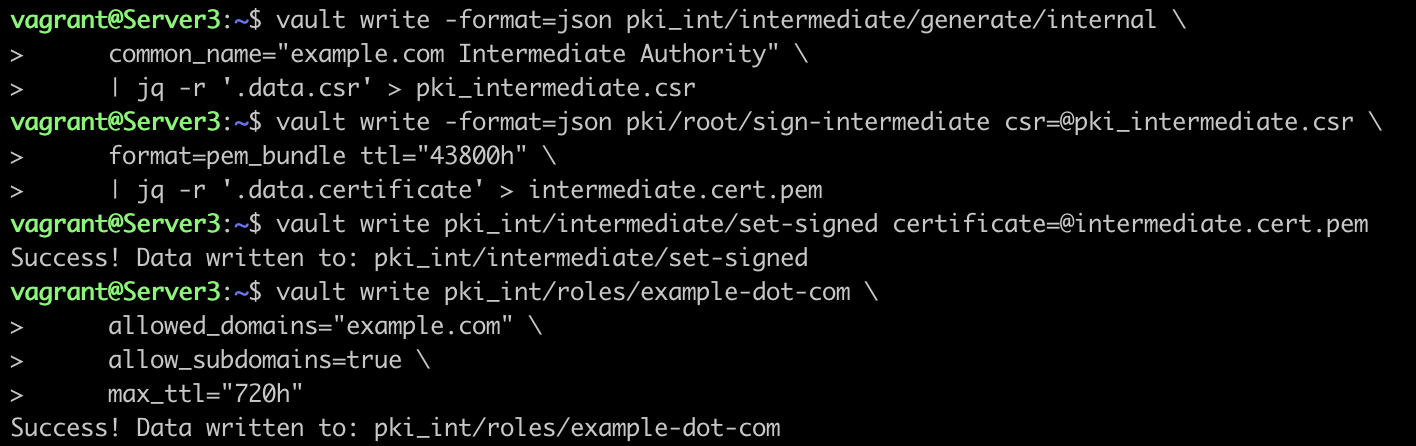 vagrant@Server3:~$ vault write -format=json pki_int/intermediate/generate/internal \
>      common_name="example.com Intermediate Authority" \
>      | jq -r '.data.csr' > pki_intermediate.csr
vagrant@Server3:~$ vault write -format=json pki/root/sign-intermediate csr=@pki_intermediate.csr \
>      format=pem_bundle ttl="43800h" \
>      | jq -r '.data.certificate' > intermediate.cert.pem
vagrant@Server3:~$ vault write pki_int/intermediate/set-signed certificate=@intermediate.cert.pem
Success! Data written to: pki_int/intermediate/set-signed
vagrant@Server3:~$ vault write pki_int/roles/example-dot-com \
>      allowed_domains="example.com" \
>      allow_subdomains=true \
>      max_ttl="720h"
Success! Data written to: pki_int/roles/example-dot-com